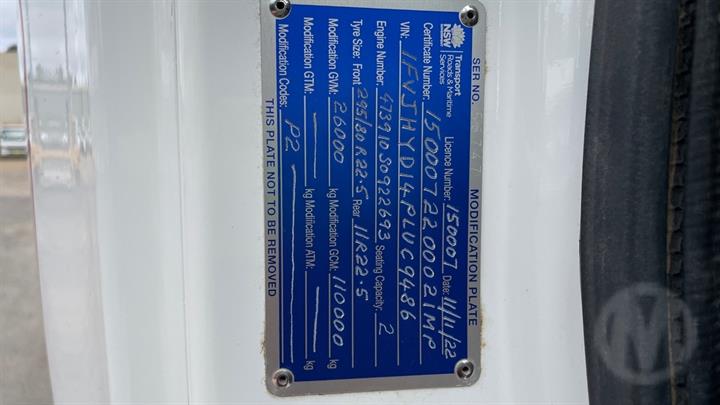 SER NO. MODIFICATION PLATE
NSW
Transport
Roads & Maritime
Services
Licence Number: 15000T Date: 11/11/22
Certificate Number: 15000T220002IMP
VIN: 1FVJHYD14PLUC9486
Engine Number: 473910S0922693 Seating Capacity: 2
Tyre Size: Front 295/80R22.5 Rear 11R22.5
Modification GVM: 26000 kg Modification GCM: 110000 kg
Modification GTM: — kg Modification ATM: — kg
Modification Codes: P2
THIS PLATE NOT TO BE REMOVED
M